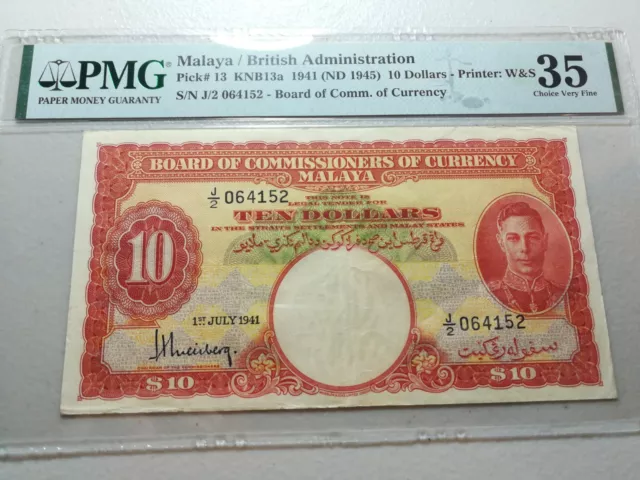 PMG
PAPER MONEY GUARANTY
Malaya / British Administration
Pick# 13 KNB13a 1941 (ND 1945) 10 Dollars - Printer: W&S
S/N J/2 064152 - Board of Comm. of Currency
35
Choice Very Fine
BOARD OF COMMISSIONERS OF CURRENCY
MALAYA
J/2 064152
THIS NOTE IS
LEGAL TENDER FOR
TEN DOLLARS
IN THE STRAITS SETTLEMENTS AND MALAY STATES
10
1ST JULY 1941
J/2 064152
$10
$10